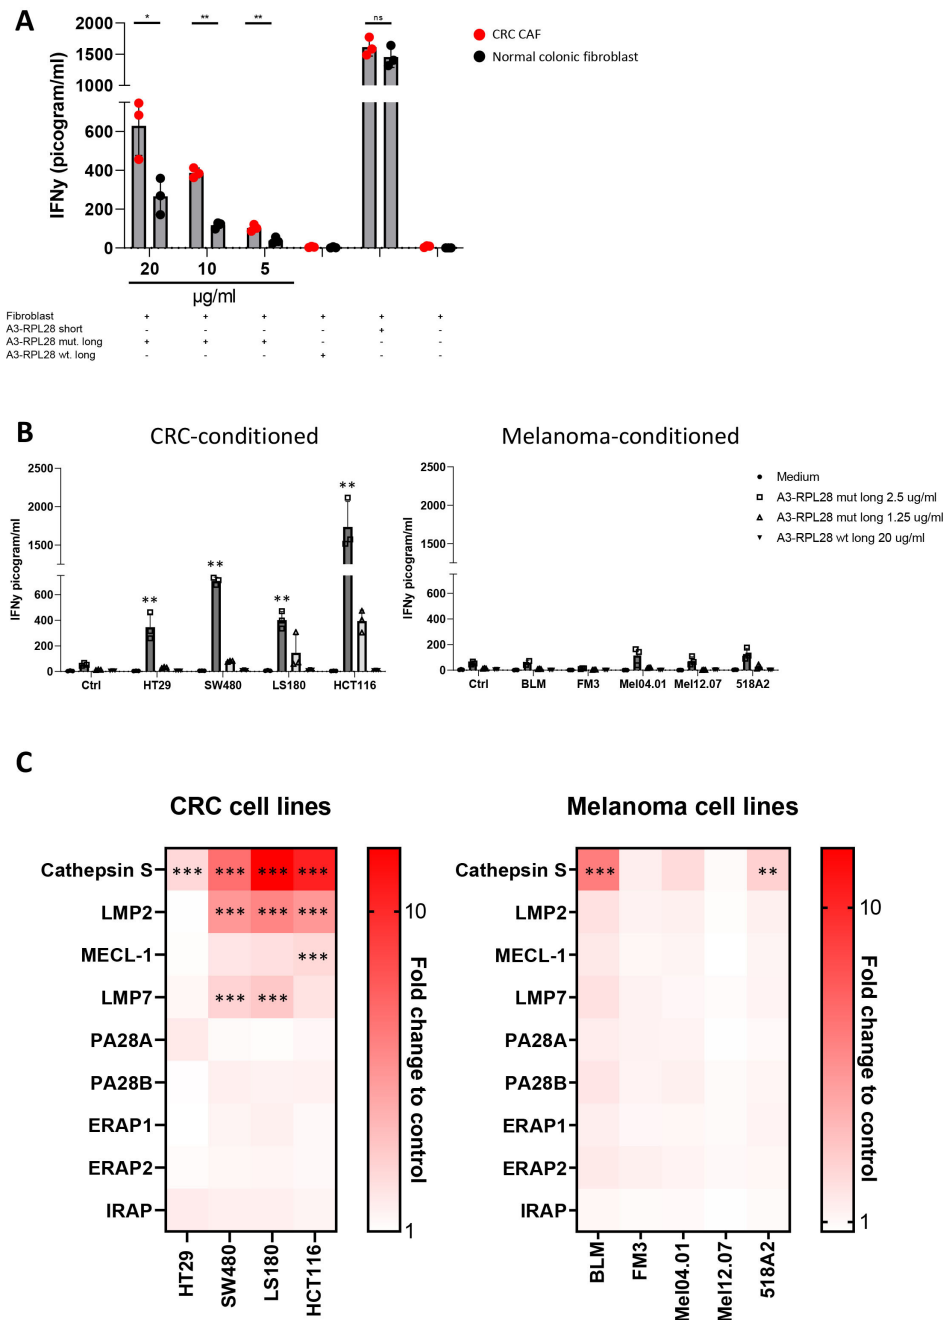 A
CRC CAF
Normal colonic fibroblast
IFNy (picogram/ml)
2000
1500
1000
600
400
200
0
* ** ** ns
20 10 5
µg/ml
Fibroblast + + + + + +
A3-RPL28 short - - - - + -
A3-RPL28 mut. long + + + - - -
A3-RPL28 wt. long - - - + - -
B
CRC-conditioned
IFNy picogram/ml
2500
2000
1500
1000
600
400
200
0
** ** ** **
Ctrl HT29 SW480 LS180 HCT116
Melanoma-conditioned
IFNy picogram/ml
2500
2000
1500
1000
600
400
200
0
Ctrl BLM FM3 Mel04.01 Mel12.07 518A2
Medium
A3-RPL28 mut long 2.5 ug/ml
A3-RPL28 mut long 1.25 ug/ml
A3-RPL28 wt long 20 ug/ml
C
CRC cell lines
Cathepsin S *** *** *** ***
LMP2 *** *** ***
MECL-1 ***
LMP7 *** ***
PA28A
PA28B
ERAP1
ERAP2
IRAP
HT29 SW480 LS180 HCT116
10
1
Fold change to control
Melanoma cell lines
Cathepsin S *** **
LMP2
MECL-1
LMP7
PA28A
PA28B
ERAP1
ERAP2
IRAP
BLM FM3 Mel04.01 Mel12.07 518A2
10
1
Fold change to control